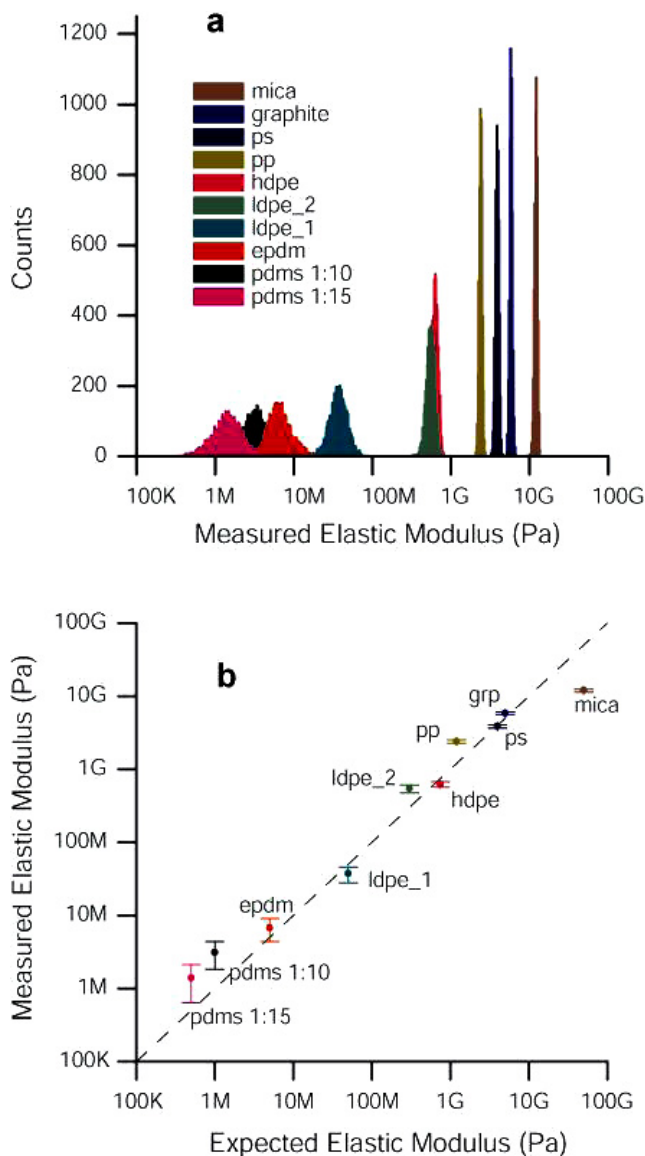 a
1200
1000
800
600
400
200
0
Counts
mica
graphite
ps
pp
hdpe
ldpe_2
ldpe_1
epdm
pdms 1:10
pdms 1:15
100K 1M 10M 100M 1G 10G 100G
Measured Elastic Modulus (Pa)
b
100G
10G
1G
100M
10M
1M
100K
Measured Elastic Modulus (Pa)
grp
mica
pp
ps
ldpe_2
hdpe
ldpe_1
epdm
pdms 1:10
pdms 1:15
100K 1M 10M 100M 1G 10G 100G
Expected Elastic Modulus (Pa)